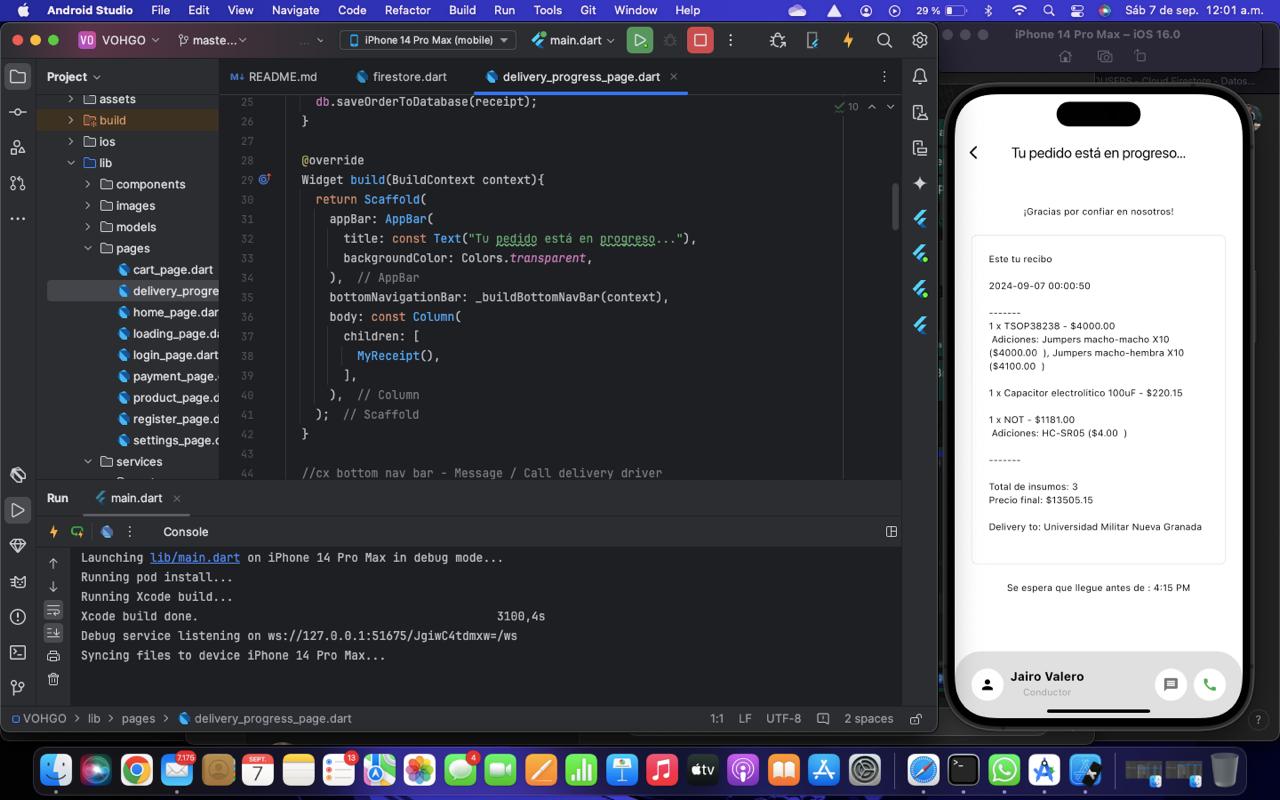 Android Studio File Edit View Navigate Code Refactor Build Run Tools Git Window Help 29 % Sáb 7 de sep. 12:01 a.m.
VO VOHGO master... ... iPhone 14 Pro Max (mobile) main.dart
Project
README.md firestore.dart delivery_progress_page.dart
assets
build
ios
lib
components
images
models
pages
cart_page.dart
delivery_progre
home_page.dar
loading_page.d
login_page.dart
payment_page.
product_page.d
register_page.d
settings_page.d
services
10
25 db.saveOrderToDatabase(receipt);
26 }
27
28 @override
29 Widget build(BuildContext context){
30 return Scaffold(
31 appBar: AppBar(
32 title: const Text("Tu pedido está en progreso..."),
33 backgroundColor: Colors.transparent,
34 ), // AppBar
35 bottomNavigationBar: _buildBottomNavBar(context),
36 body: const Column(
37 children: [
38 MyReceipt(),
39 ],
40 ), // Column
41 ); // Scaffold
42 }
43
44 //cx bottom nav bar - Message / Call delivery driver
Run main.dart
Console
Launching lib/main.dart on iPhone 14 Pro Max in debug mode...
Running pod install...
Running Xcode build...
Xcode build done. 3100,4s
Debug service listening on ws://127.0.0.1:51675/JgiwC4tdmxw=/ws
Syncing files to device iPhone 14 Pro Max...
VOHGO lib pages delivery_progress_page.dart 1:1 LF UTF-8 2 spaces
iPhone 14 Pro Max – iOS 16.0
USERS - Cloud Firestore - Datos...
Tu pedido está en progreso...
¡Gracias por confiar en nosotros!
Este tu recibo
2024-09-07 00:00:50
-------
1 x TSOP38238 - $4000.00
Adiciones: Jumpers macho-macho X10
($4000.00 ), Jumpers macho-hembra X10
($4100.00 )
1 x Capacitor electrolítico 100uF - $220.15
1 x NOT - $1181.00
Adiciones: HC-SR05 ($4.00 )
-------
Total de insumos: 3
Precio final: $13505.15
Delivery to: Universidad Militar Nueva Granada
Se espera que llegue antes de : 4:15 PM
Jairo Valero
Conductor
7.176
SEPT.
7
13
4
tv